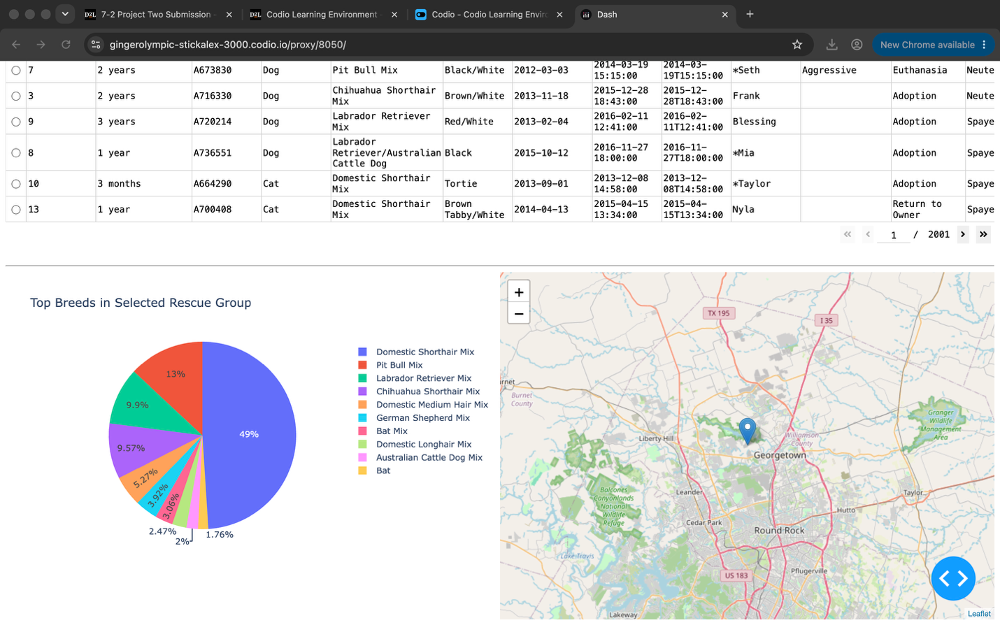 7-2 Project Two Submission -
Codio Learning Environment -
Codio - Codio Learning Enviro
Dash
gingerolympic-stickalex-3000.codio.io/proxy/8050/
New Chrome available
7 2 years A673830 Dog Pit Bull Mix Black/White 2012-03-03 2014-03-19 15:15:00 2014-03-19T15:15:00 *Seth Aggressive Euthanasia Neute
3 2 years A716330 Dog Chihuahua Shorthair Mix Brown/White 2013-11-18 2015-12-28 18:43:00 2015-12-28T18:43:00 Frank Adoption Neute
9 3 years A720214 Dog Labrador Retriever Mix Red/White 2013-02-04 2016-02-11 12:41:00 2016-02-11T12:41:00 Blessing Adoption Spaye
8 1 year A736551 Dog Labrador Retriever/Australian Cattle Dog Black 2015-10-12 2016-11-27 18:00:00 2016-11-27T18:00:00 *Mia Adoption Spaye
10 3 months A664290 Cat Domestic Shorthair Mix Tortie 2013-09-01 2013-12-08 14:58:00 2013-12-08T14:58:00 *Taylor Adoption Spaye
13 1 year A700408 Cat Domestic Shorthair Mix Brown Tabby/White 2014-04-13 2015-04-15 13:34:00 2015-04-15T13:34:00 Nyla Return to Owner Spaye
« ‹ 1 / 2001 › »
Top Breeds in Selected Rescue Group
49%
13%
9.9%
9.57%
5.27%
3.92%
3.06%
2.47%
2%
1.76%
Domestic Shorthair Mix
Pit Bull Mix
Labrador Retriever Mix
Chihuahua Shorthair Mix
Domestic Medium Hair Mix
German Shepherd Mix
Bat Mix
Domestic Longhair Mix
Australian Cattle Dog Mix
Bat
+
−
TX 195
I 35
urnet
Burnet
County
Granger
Wildlife
Management
Area
Liberty Hill
Williamson
County
Georgetown
Balcones
Canyonlands
National
Wildlife
Refuge
Leander
Taylor
Hutto
Cedar Park
Round Rock
Lake Travis
US 183
Pflugerville
Lakeway
Leaflet